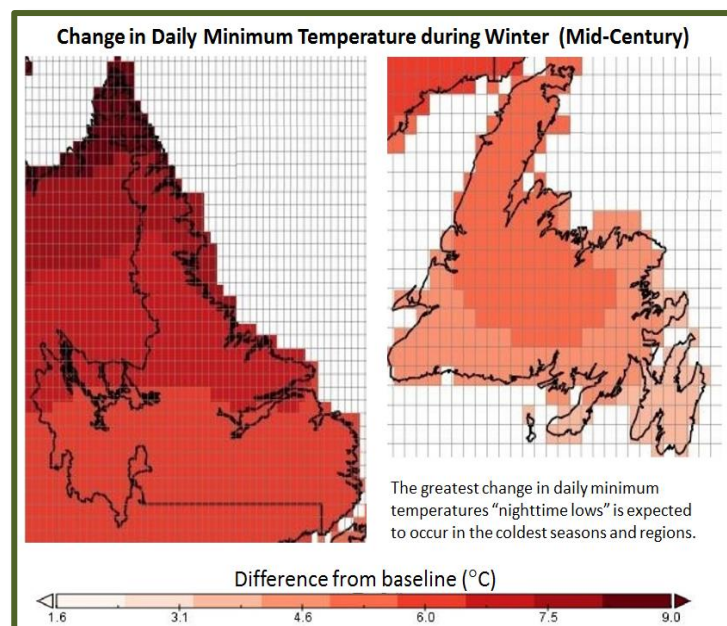 Change in Daily Minimum Temperature during Winter (Mid-Century)
The greatest change in daily minimum
temperatures “nighttime lows” is expected
to occur in the coldest seasons and regions.
Difference from baseline (°C)
1.6 3.1 4.6 6.0 7.5 9.0